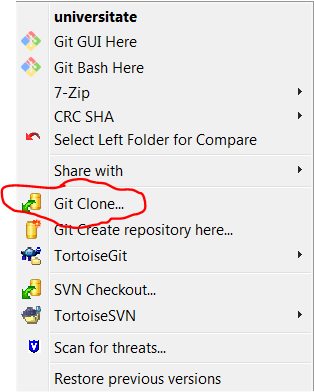 universitate
Git GUI Here
Git Bash Here
7-Zip
CRC SHA
Select Left Folder for Compare
Share with
Git Clone...
Git Create repository here...
TortoiseGit
SVN Checkout...
TortoiseSVN
Scan for threats...
Restore previous versions